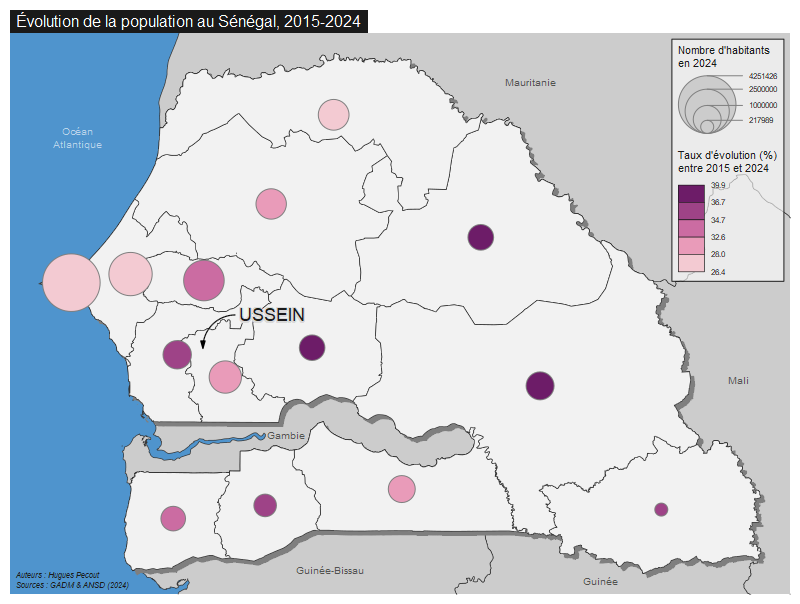 Évolution de la population au Sénégal, 2015-2024
Nombre d'habitants
en 2024
4251426
2500000
1000000
217989
Taux d'évolution (%)
entre 2015 et 2024
39.9
36.7
34.7
32.6
28.0
26.4
Mauritanie
Océan
Atlantique
USSEIN
Mali
Gambie
Guinée-Bissau
Guinée
Auteurs : Hugues Pecout
Sources : GADM & ANSD (2024)